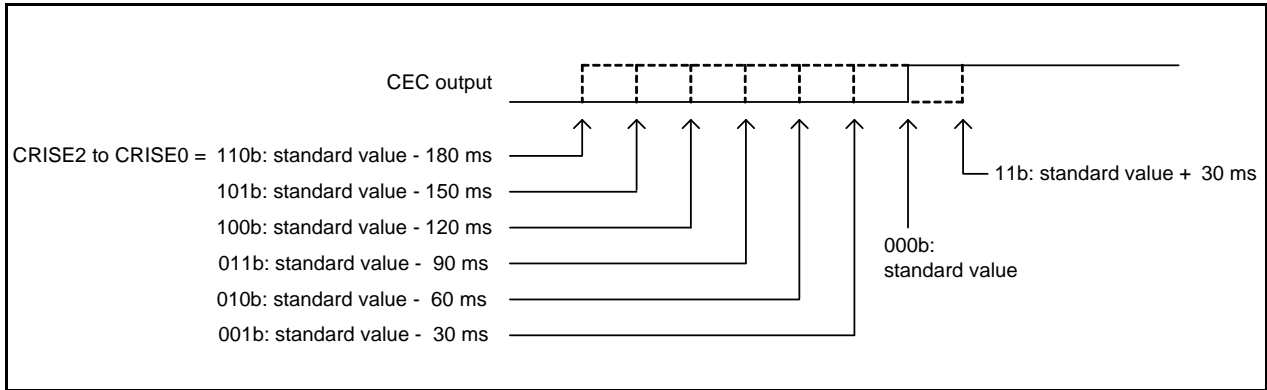 CEC output
CRISE2 to CRISE0 = 110b: standard value - 180 ms
101b: standard value - 150 ms
100b: standard value - 120 ms
011b: standard value - 90 ms
010b: standard value - 60 ms
001b: standard value - 30 ms
000b:
standard value
11b: standard value + 30 ms